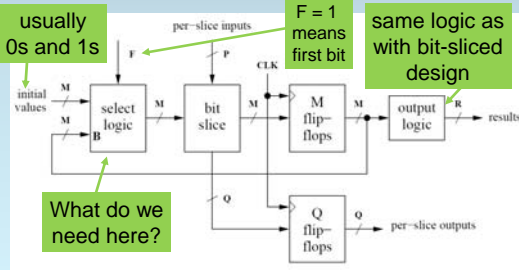 usually
0s and 1s
per-slice inputs
F = 1
means
first bit
same logic as
with bit-sliced
design
F
P
CLK
initial
values
M
M
B
select
logic
M
bit
slice
M
M
flip-
flops
M
output
logic
R
results
What do we
need here?
Q
Q
flip-
flops
Q
per-slice outputs